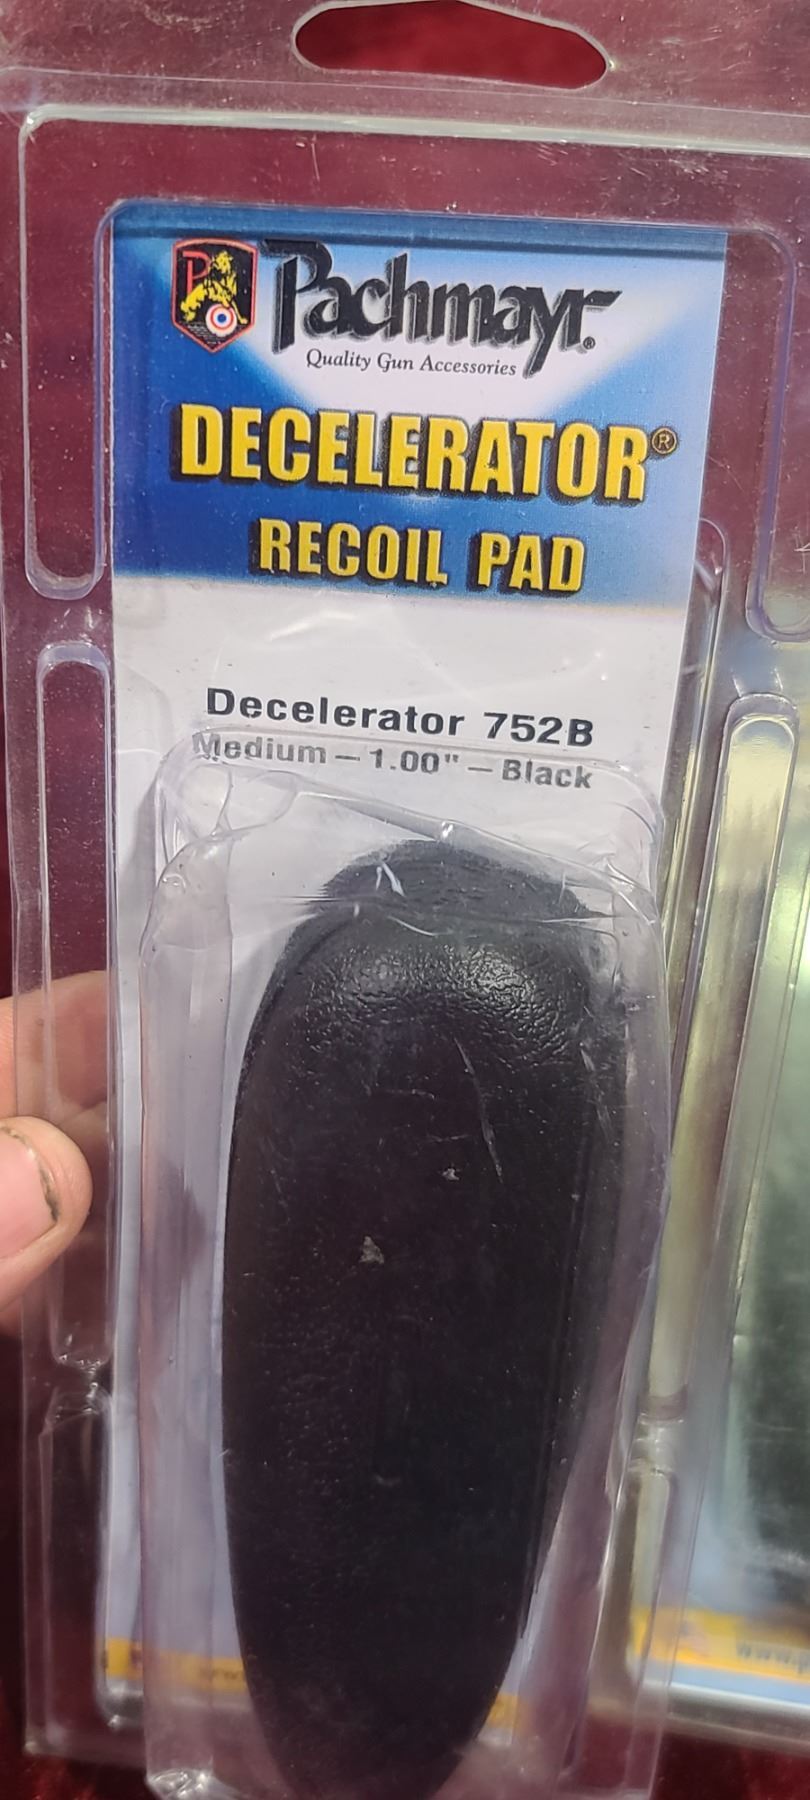 P
Pachmayr®
Quality Gun Accessories
DECELERATOR®
RECOIL PAD
Decelerator 752B
Medium – 1.00" – Black